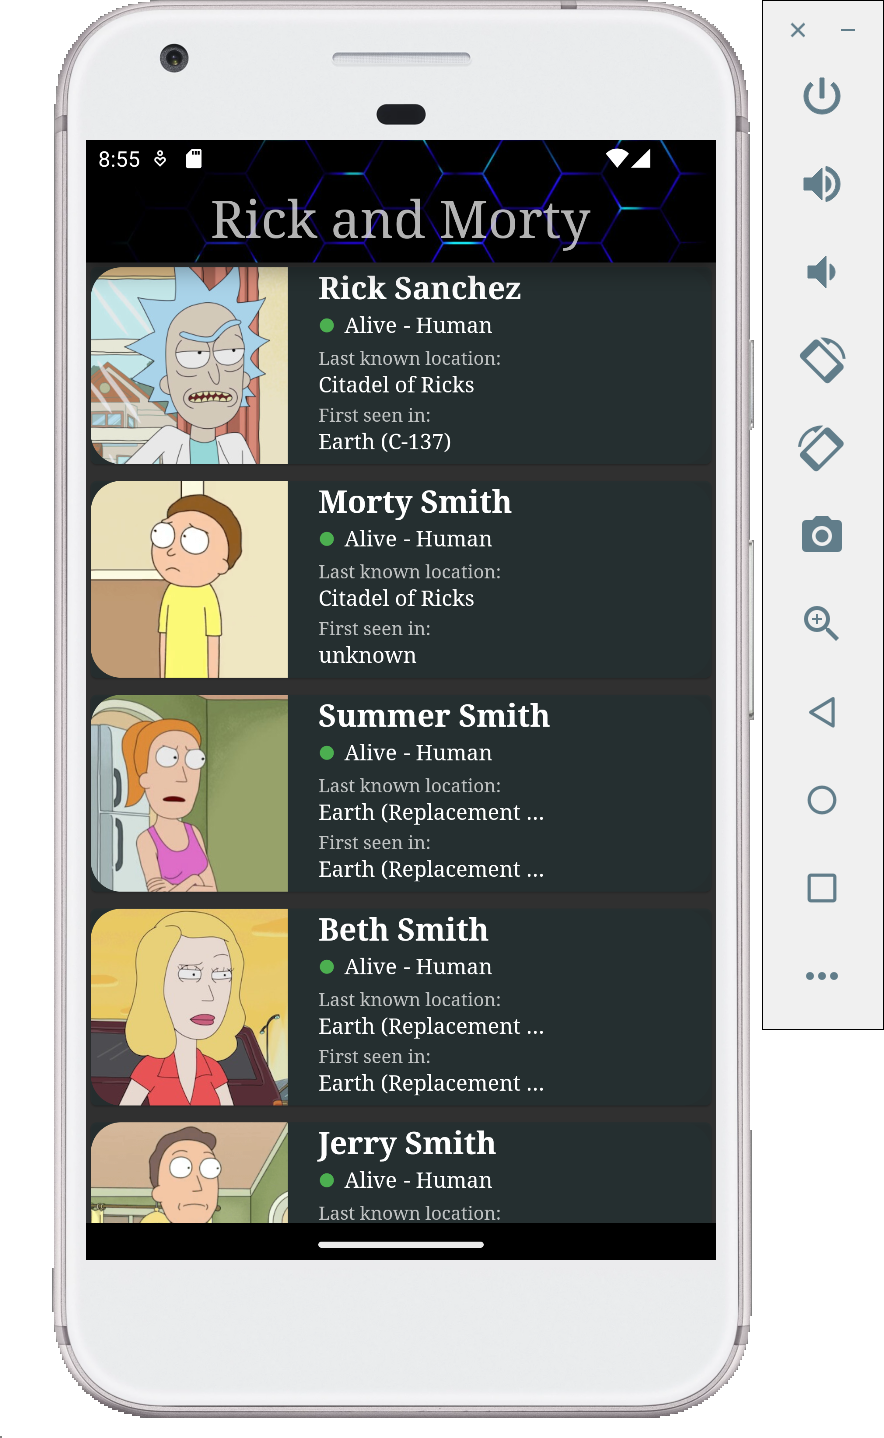 8:55
Rick and Morty
Rick Sanchez
Alive - Human
Last known location:
Citadel of Ricks
First seen in:
Earth (C-137)
Morty Smith
Alive - Human
Last known location:
Citadel of Ricks
First seen in:
unknown
Summer Smith
Alive - Human
Last known location:
Earth (Replacement ...
First seen in:
Earth (Replacement ...
Beth Smith
Alive - Human
Last known location:
Earth (Replacement ...
First seen in:
Earth (Replacement ...
Jerry Smith
Alive - Human
Last known location: